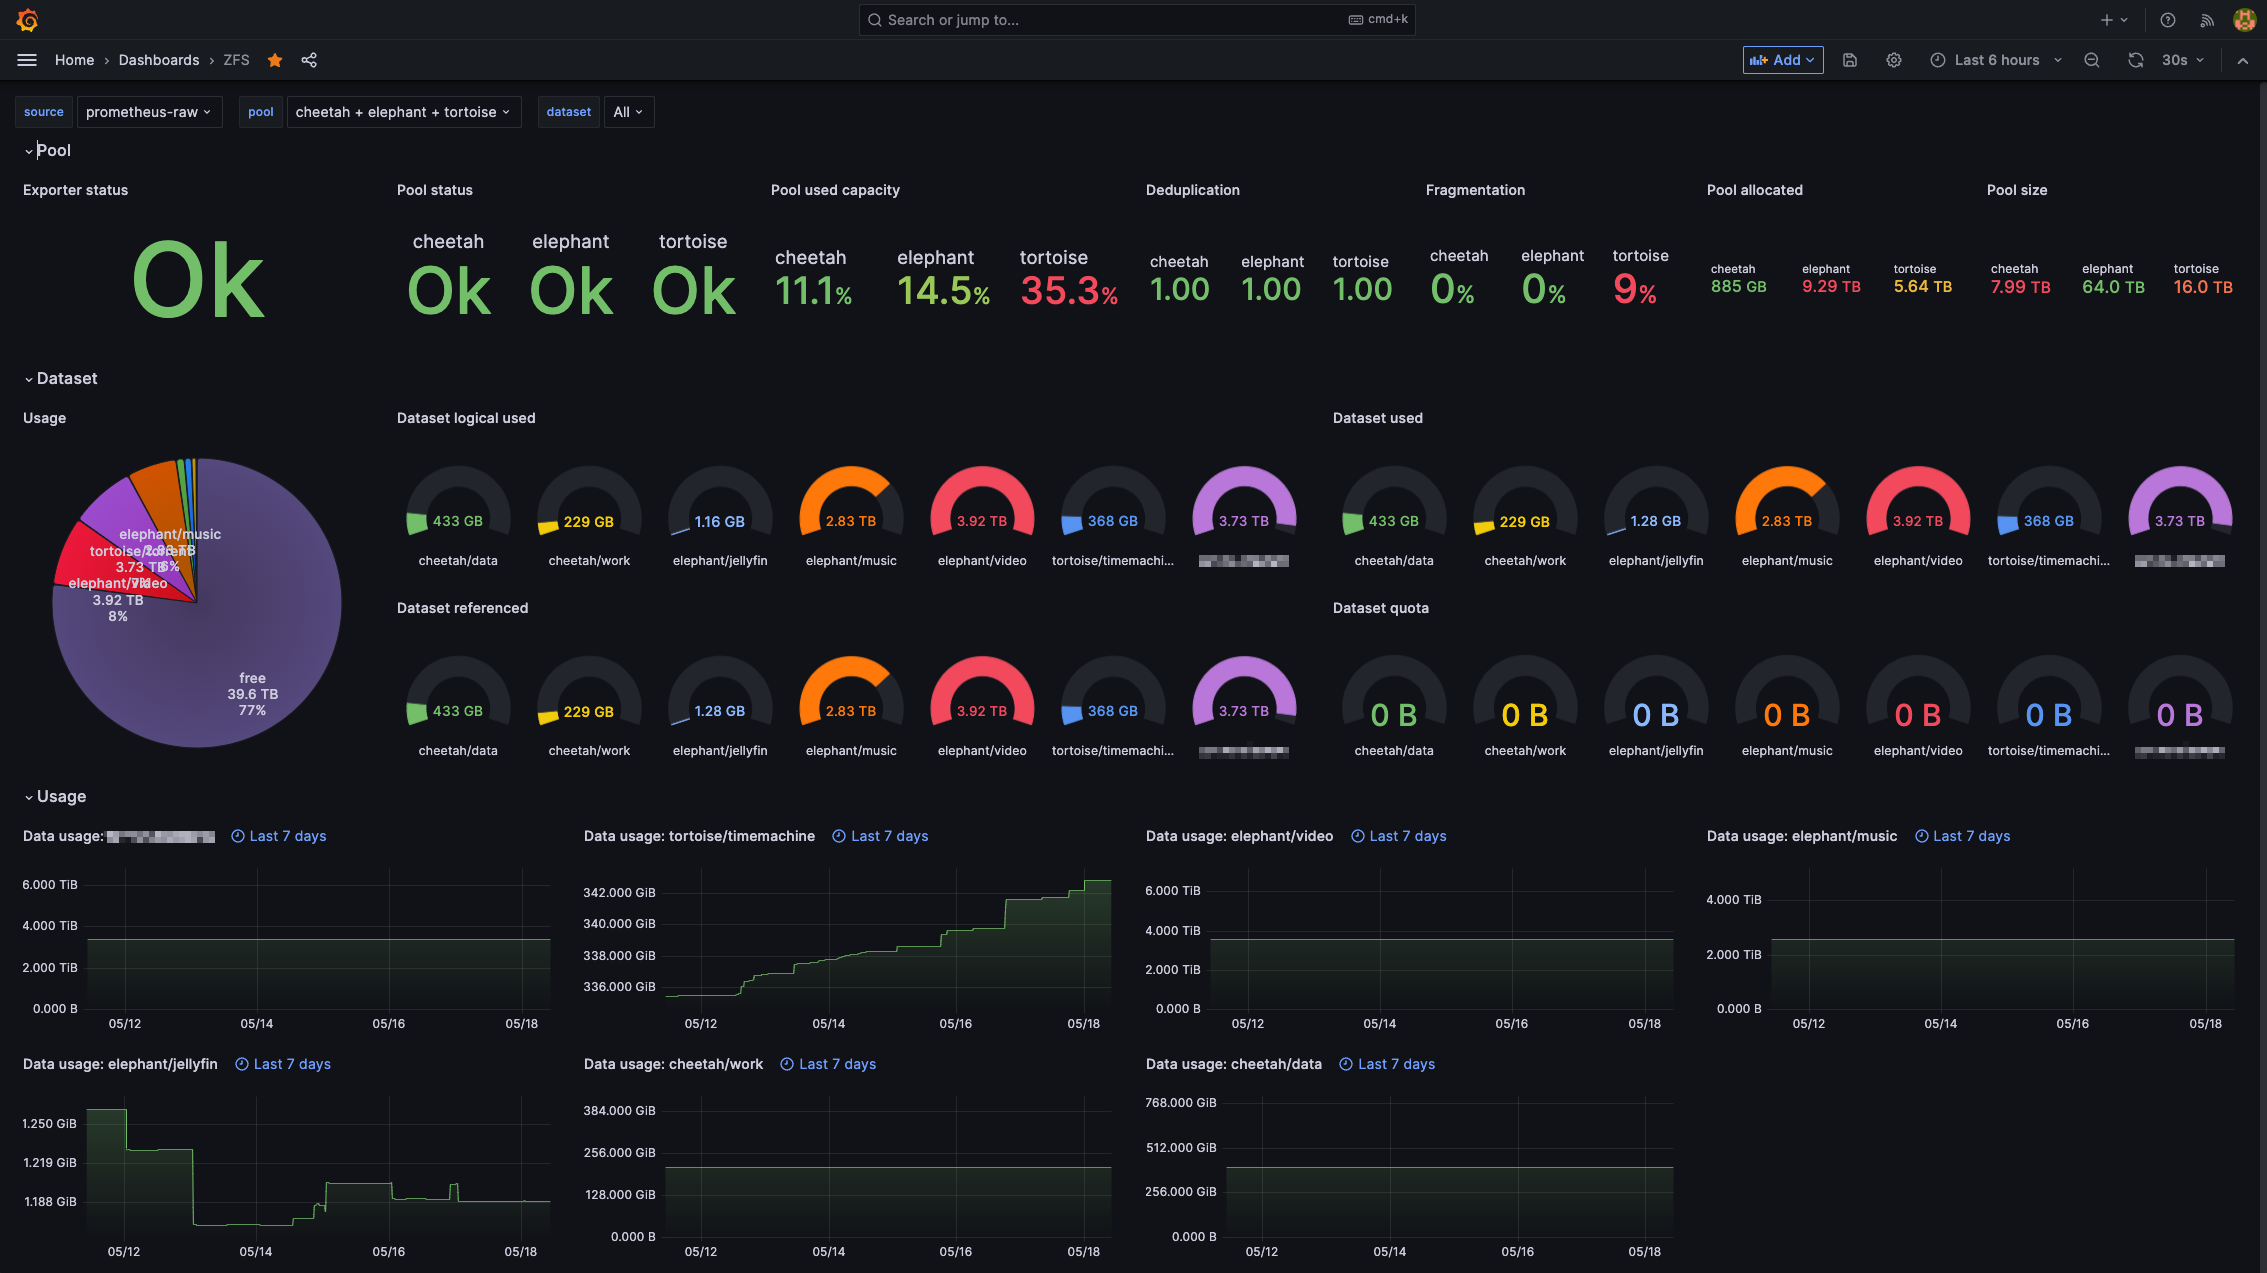 Search or jump to...
cmd+k
Home › Dashboards › ZFS
Add
Last 6 hours
30s
source
prometheus-raw
pool
cheetah + elephant + tortoise
dataset
All
Pool
Exporter status
Ok
Pool status
cheetah
elephant
tortoise
Ok
Ok
Ok
Pool used capacity
cheetah
elephant
tortoise
11.1%
14.5%
35.3%
Deduplication
cheetah
elephant
tortoise
1.00
1.00
1.00
Fragmentation
cheetah
elephant
tortoise
0%
0%
9%
Pool allocated
cheetah
elephant
tortoise
885 GB
9.29 TB
5.64 TB
Pool size
cheetah
elephant
tortoise
7.99 TB
64.0 TB
16.0 TB
Dataset
Usage
elephant/music
2.83 TB
6%
tortoise/torrent
3.73 TB
7%
elephant/video
3.92 TB
8%
free
39.6 TB
77%
Dataset logical used
433 GB
229 GB
1.16 GB
2.83 TB
3.92 TB
368 GB
3.73 TB
cheetah/data
cheetah/work
elephant/jellyfin
elephant/music
elephant/video
tortoise/timemachi...
Dataset used
433 GB
229 GB
1.28 GB
2.83 TB
3.92 TB
368 GB
3.73 TB
cheetah/data
cheetah/work
elephant/jellyfin
elephant/music
elephant/video
tortoise/timemachi...
Dataset referenced
433 GB
229 GB
1.28 GB
2.83 TB
3.92 TB
368 GB
3.73 TB
cheetah/data
cheetah/work
elephant/jellyfin
elephant/music
elephant/video
tortoise/timemachi...
Dataset quota
0 B
0 B
0 B
0 B
0 B
0 B
0 B
cheetah/data
cheetah/work
elephant/jellyfin
elephant/music
elephant/video
tortoise/timemachi...
Usage
Data usage:
Last 7 days
6.000 TiB
4.000 TiB
2.000 TiB
0.000 B
05/12
05/14
05/16
05/18
Data usage: tortoise/timemachine
Last 7 days
342.000 GiB
340.000 GiB
338.000 GiB
336.000 GiB
05/12
05/14
05/16
05/18
Data usage: elephant/video
Last 7 days
6.000 TiB
4.000 TiB
2.000 TiB
0.000 B
05/12
05/14
05/16
05/18
Data usage: elephant/music
Last 7 days
4.000 TiB
2.000 TiB
0.000 B
05/12
05/14
05/16
05/18
Data usage: elephant/jellyfin
Last 7 days
1.250 GiB
1.219 GiB
1.188 GiB
05/12
05/14
05/16
05/18
Data usage: cheetah/work
Last 7 days
384.000 GiB
256.000 GiB
128.000 GiB
0.000 B
05/12
05/14
05/16
05/18
Data usage: cheetah/data
Last 7 days
768.000 GiB
512.000 GiB
256.000 GiB
0.000 B
05/12
05/14
05/16
05/18